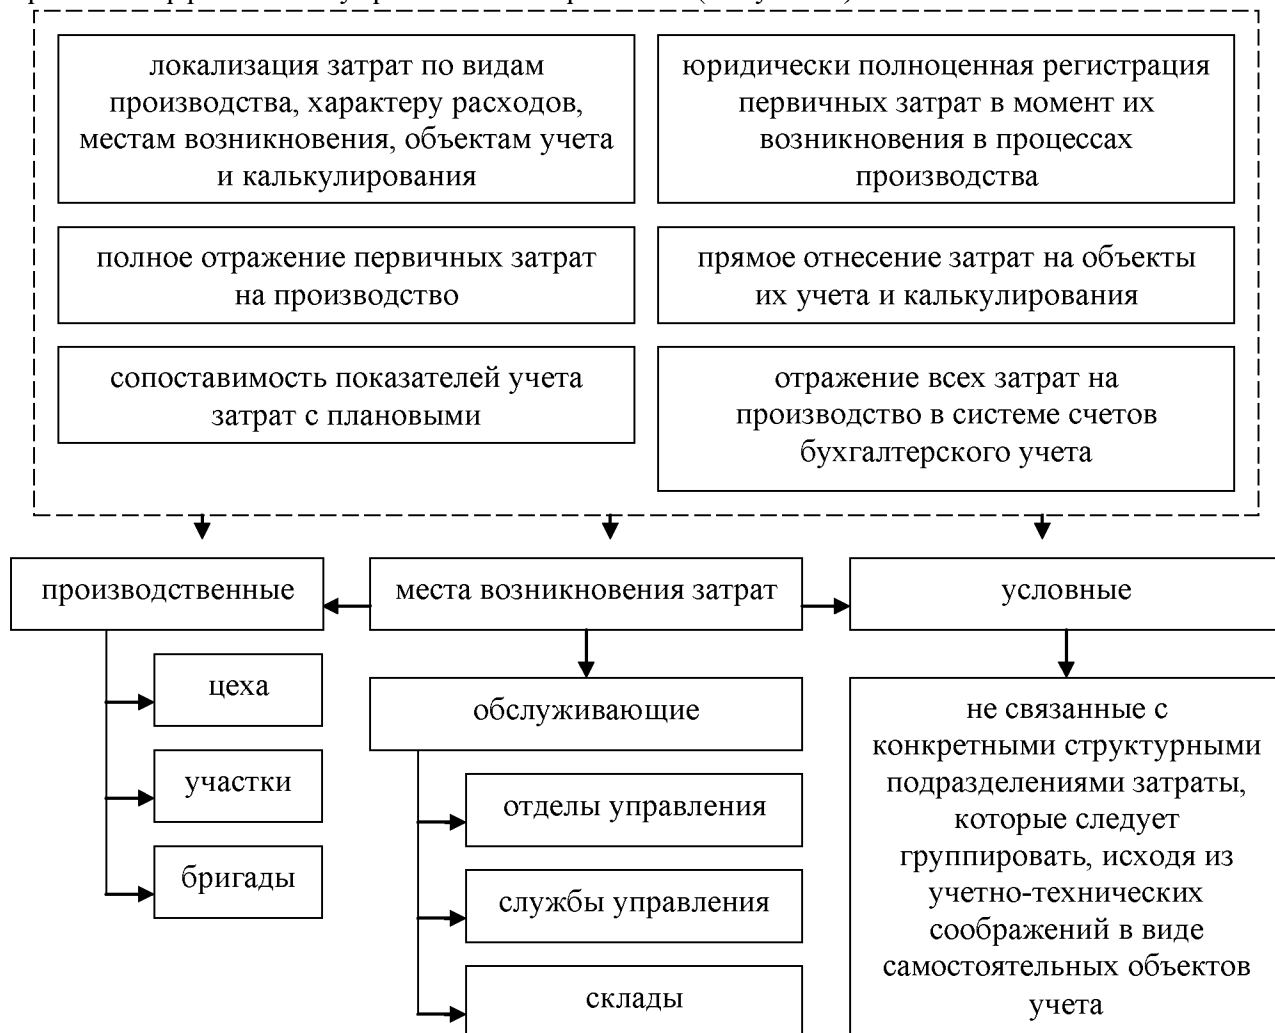 локализация затрат по видам
производства, характеру расходов,
местам возникновения, объектам учета
и калькулирования
юридически полноценная регистрация
первичных затрат в момент их
возникновения в процессах
производства
полное отражение первичных затрат
на производство
прямое отнесение затрат на объекты
их учета и калькулирования
сопоставимость показателей учета
затрат с плановыми
отражение всех затрат на
производство в системе счетов
бухгалтерского учета
производственные
места возникновения затрат
условные
цеха
участки
бригады
обслуживающие
отделы управления
службы управления
склады
не связанные с
конкретными структурными
подразделениями затраты,
которые следует
группировать, исходя из
учетно-технических
соображений в виде
самостоятельных объектов
учета